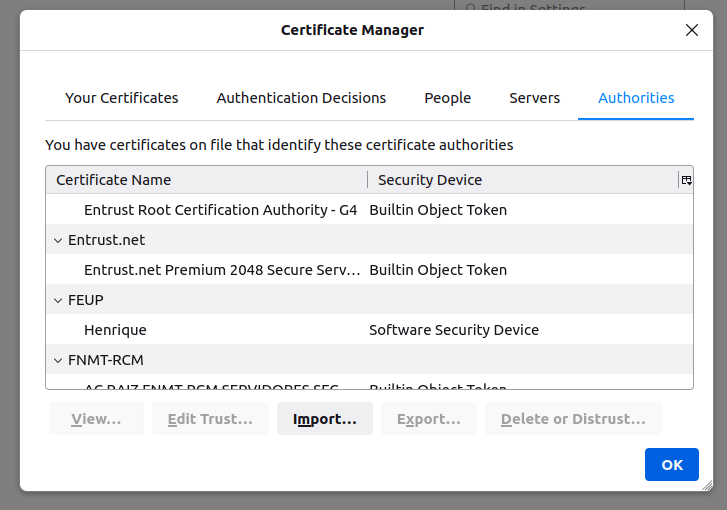 Find in Settings
Certificate Manager
Your Certificates Authentication Decisions People Servers Authorities
You have certificates on file that identify these certificate authorities
Certificate Name Security Device
Entrust Root Certification Authority - G4 Builtin Object Token
Entrust.net
Entrust.net Premium 2048 Secure Serv… Builtin Object Token
FEUP
Henrique Software Security Device
FNMT-RCM
AC RAIZ FNMT-RCM SERVIDORES SEG… Builtin Object Token
View… Edit Trust… Import… Export… Delete or Distrust…
OK